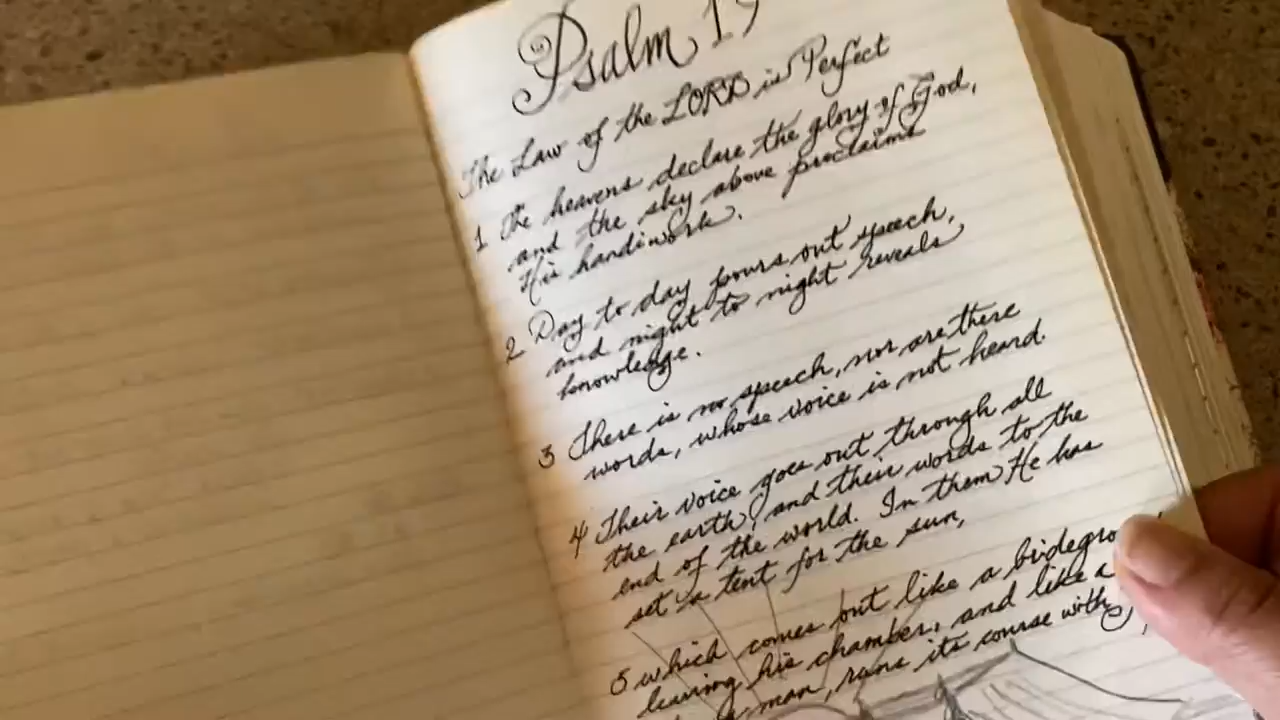 Psalm 19
The Law of the LORD is Perfect
1 The heavens declare the glory of God,
and the sky above proclaims
His handiwork.
2 Day to day pours out speech,
and night to night reveals
knowledge.
3 There is no speech, nor are there
words, whose voice is not heard.
4 Their voice goes out through all
the earth, and their words to the
end of the world. In them He has
set a tent for the sun,
5 which comes out like a bridegro
leaving his chamber, and like a
man, runs its course with